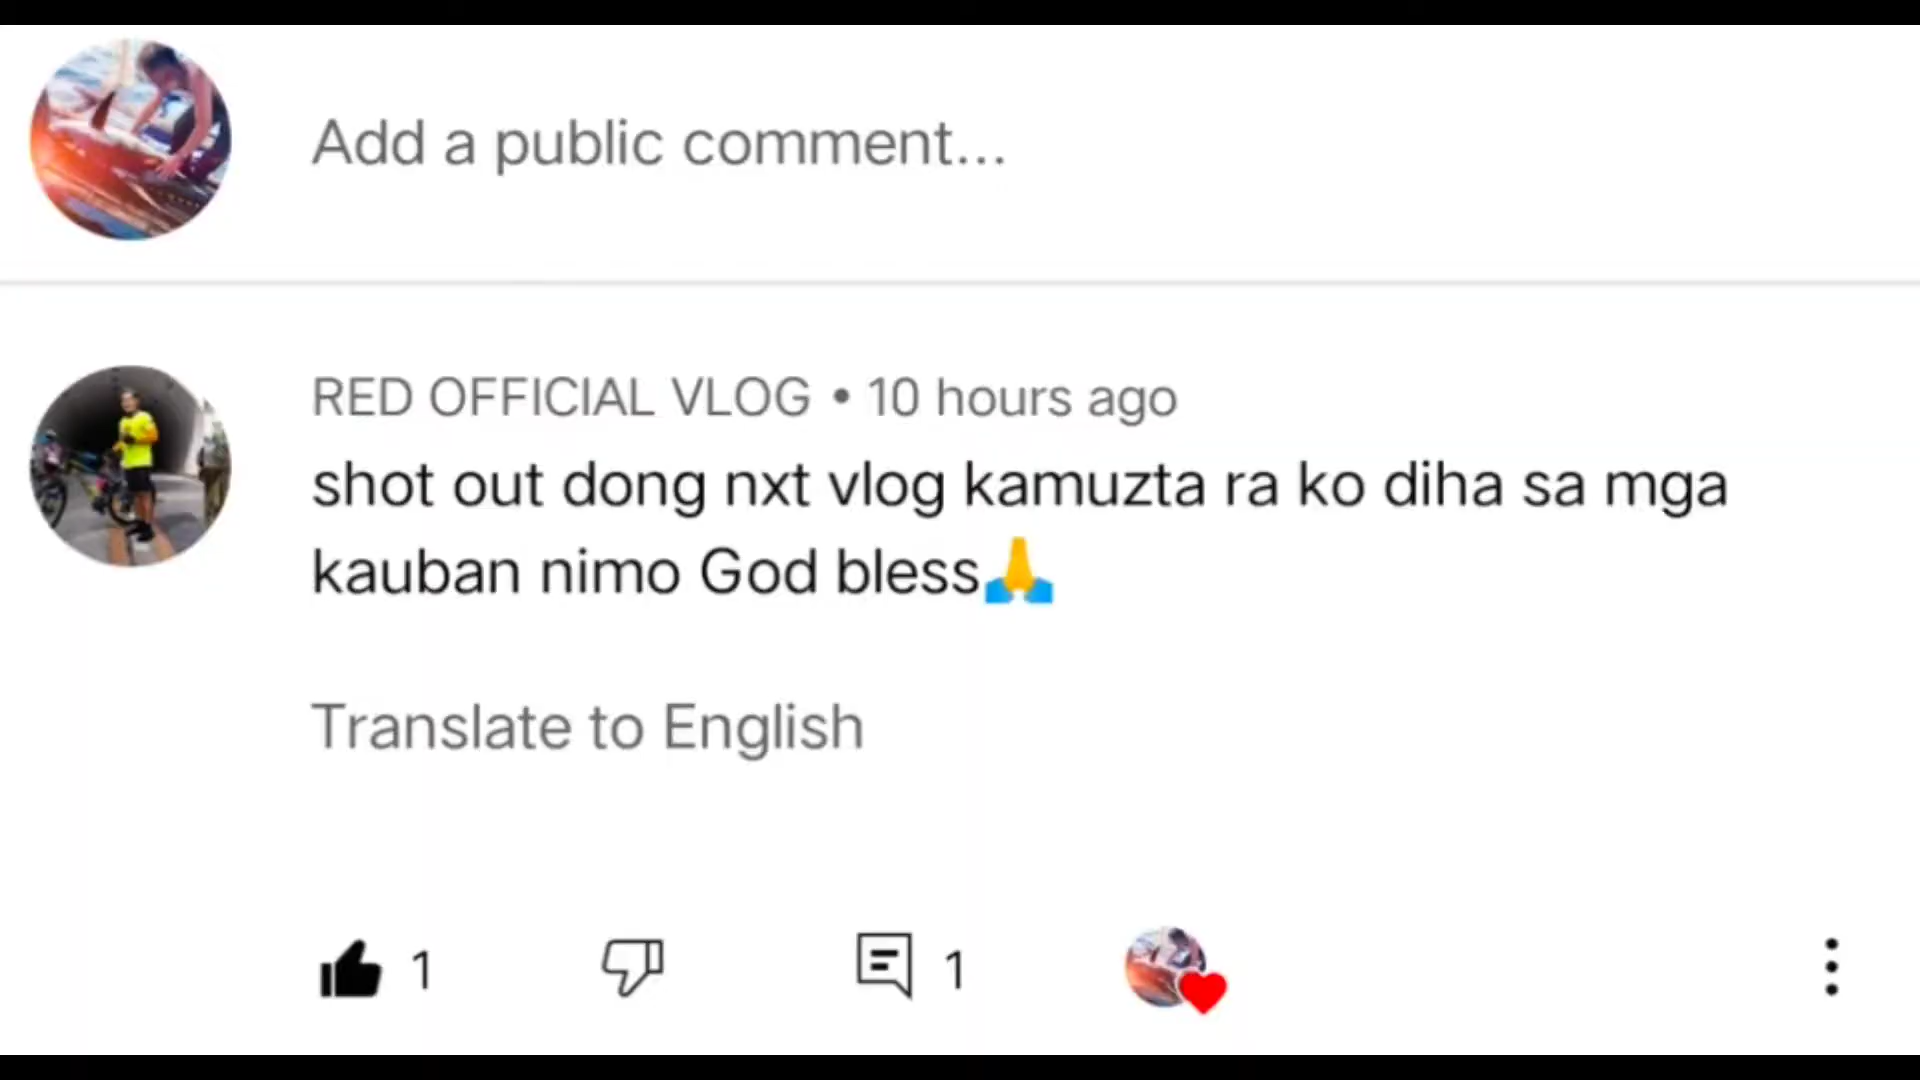 Add a public comment...
RED OFFICIAL VLOG • 10 hours ago
shot out dong nxt vlog kamuzta ra ko diha sa mga
kauban nimo God bless🙏
Translate to English
1 1